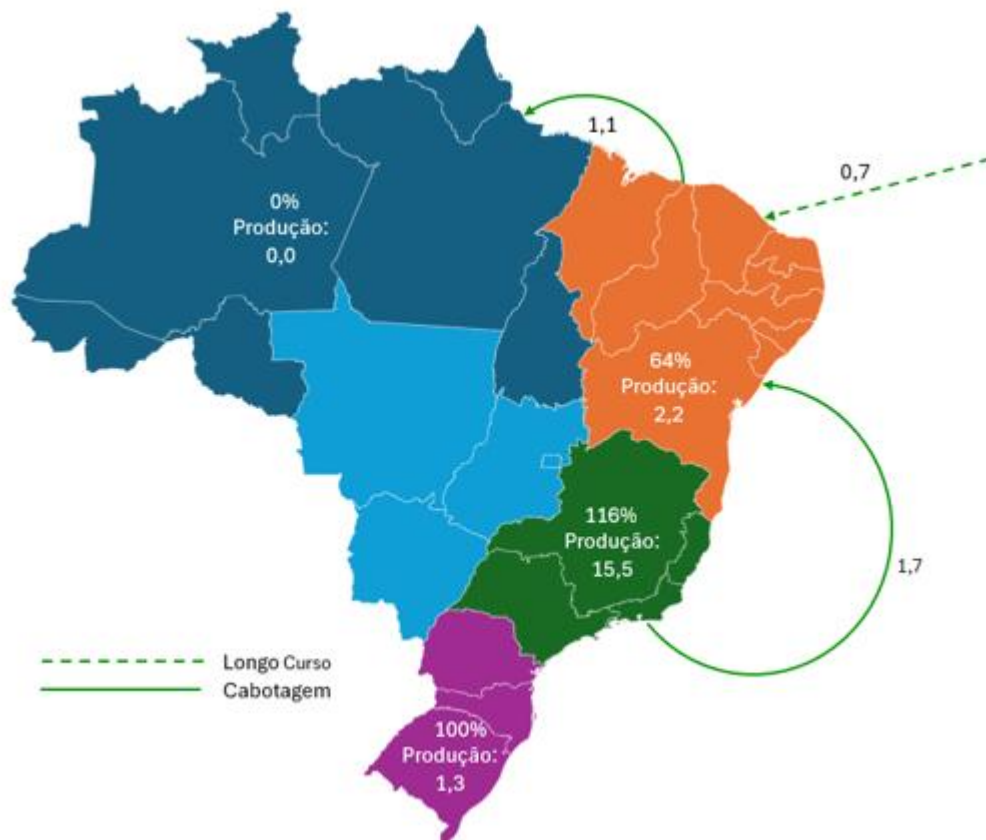 1,1
0,7
0%
Produção:
0,0
64%
Produção:
2,2
116%
Produção:
15,5
1,7
Longo Curso
Cabotagem
100%
Produção:
1,3